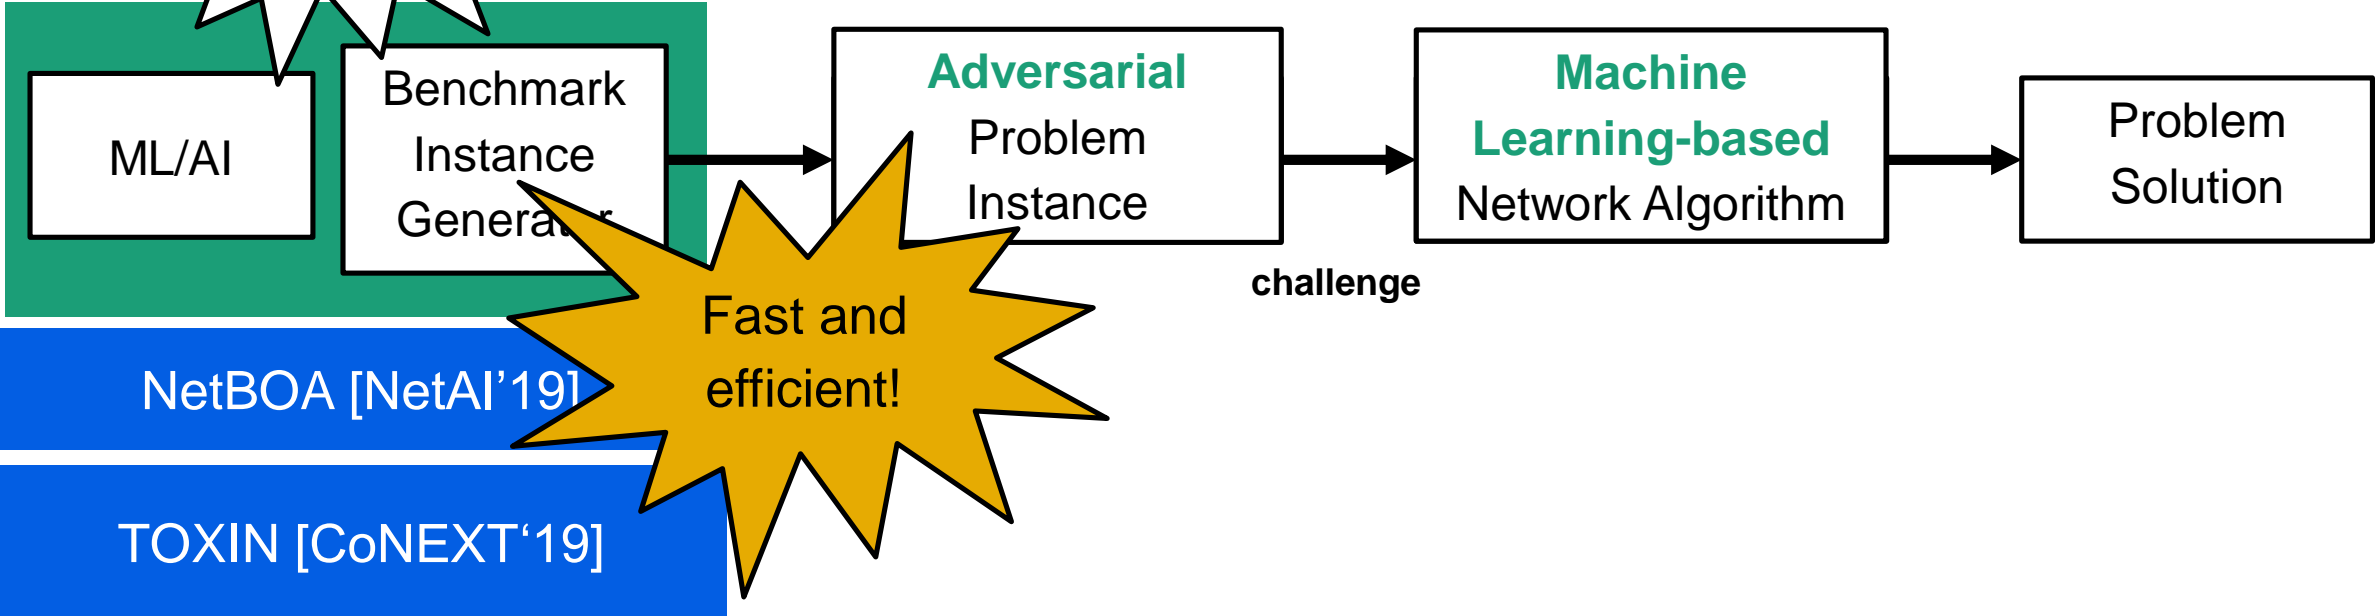 ML/AI
Benchmark
Instance
Generator
Adversarial
Problem
Instance
challenge
Machine
Learning-based
Network Algorithm
Problem
Solution
Fast and
efficient!
NetBOA [NetAI’19]
TOXIN [CoNEXT‘19]